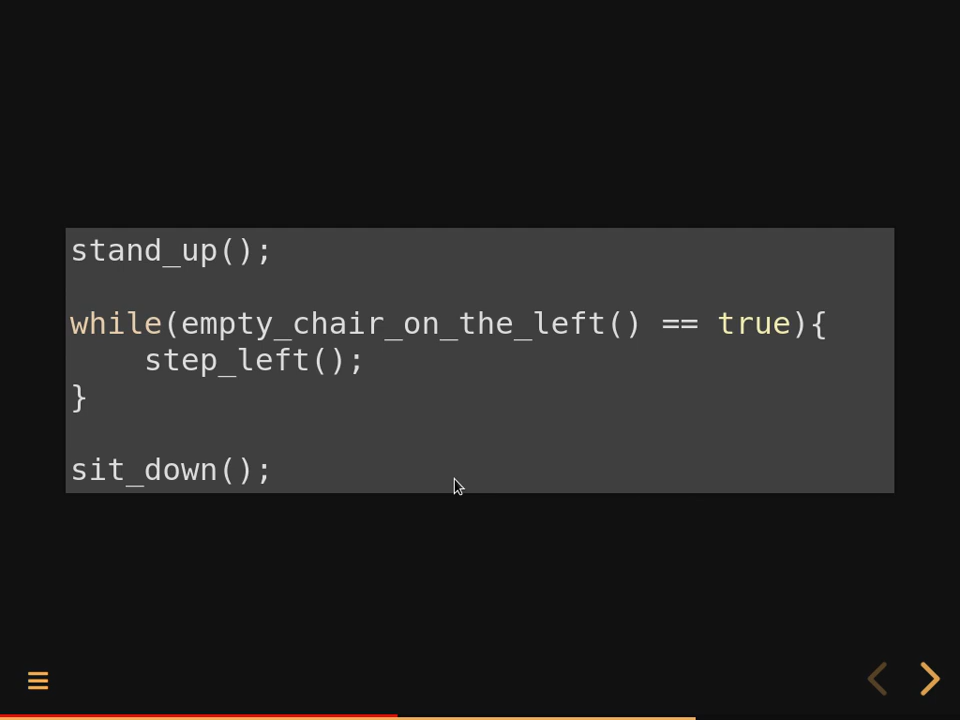 stand_up();
while(empty_chair_on_the_left() == true){
    step_left();
}
sit_down();